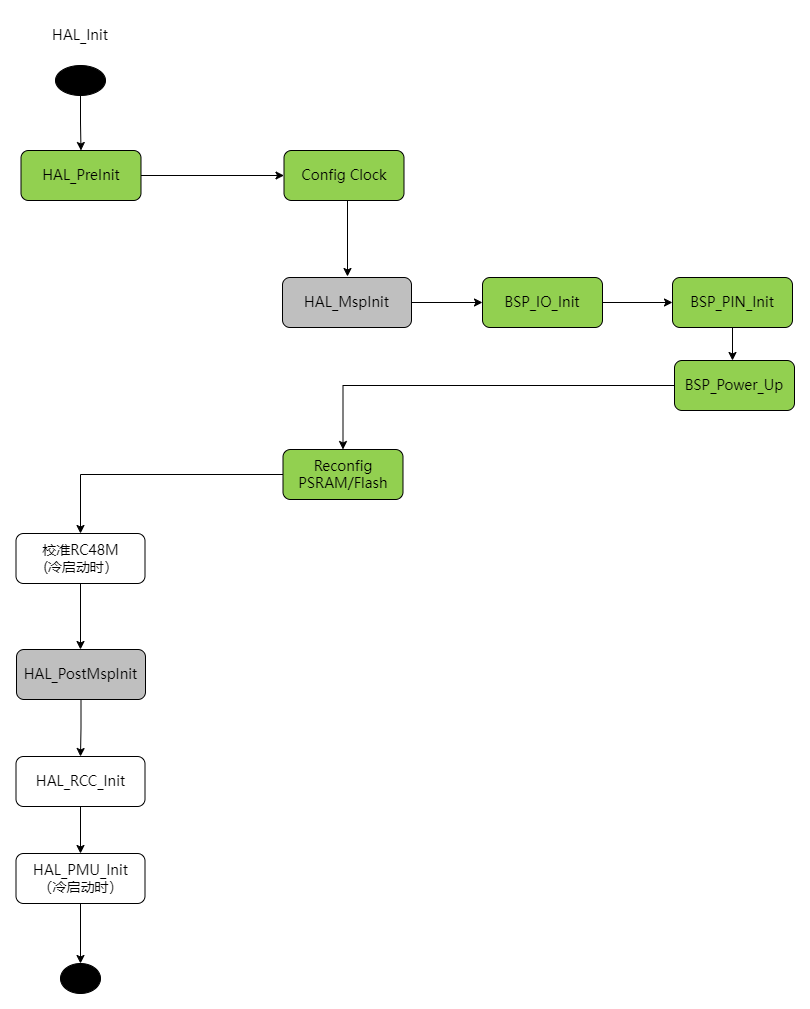 HAL_Init
HAL_PreInit
Config Clock
HAL_MspInit
BSP_IO_Init
BSP_PIN_Init
BSP_Power_Up
Reconfig
PSRAM/Flash
校准RC48M
(冷启动时）
HAL_PostMspInit
HAL_RCC_Init
HAL_PMU_Init
（冷启动时）